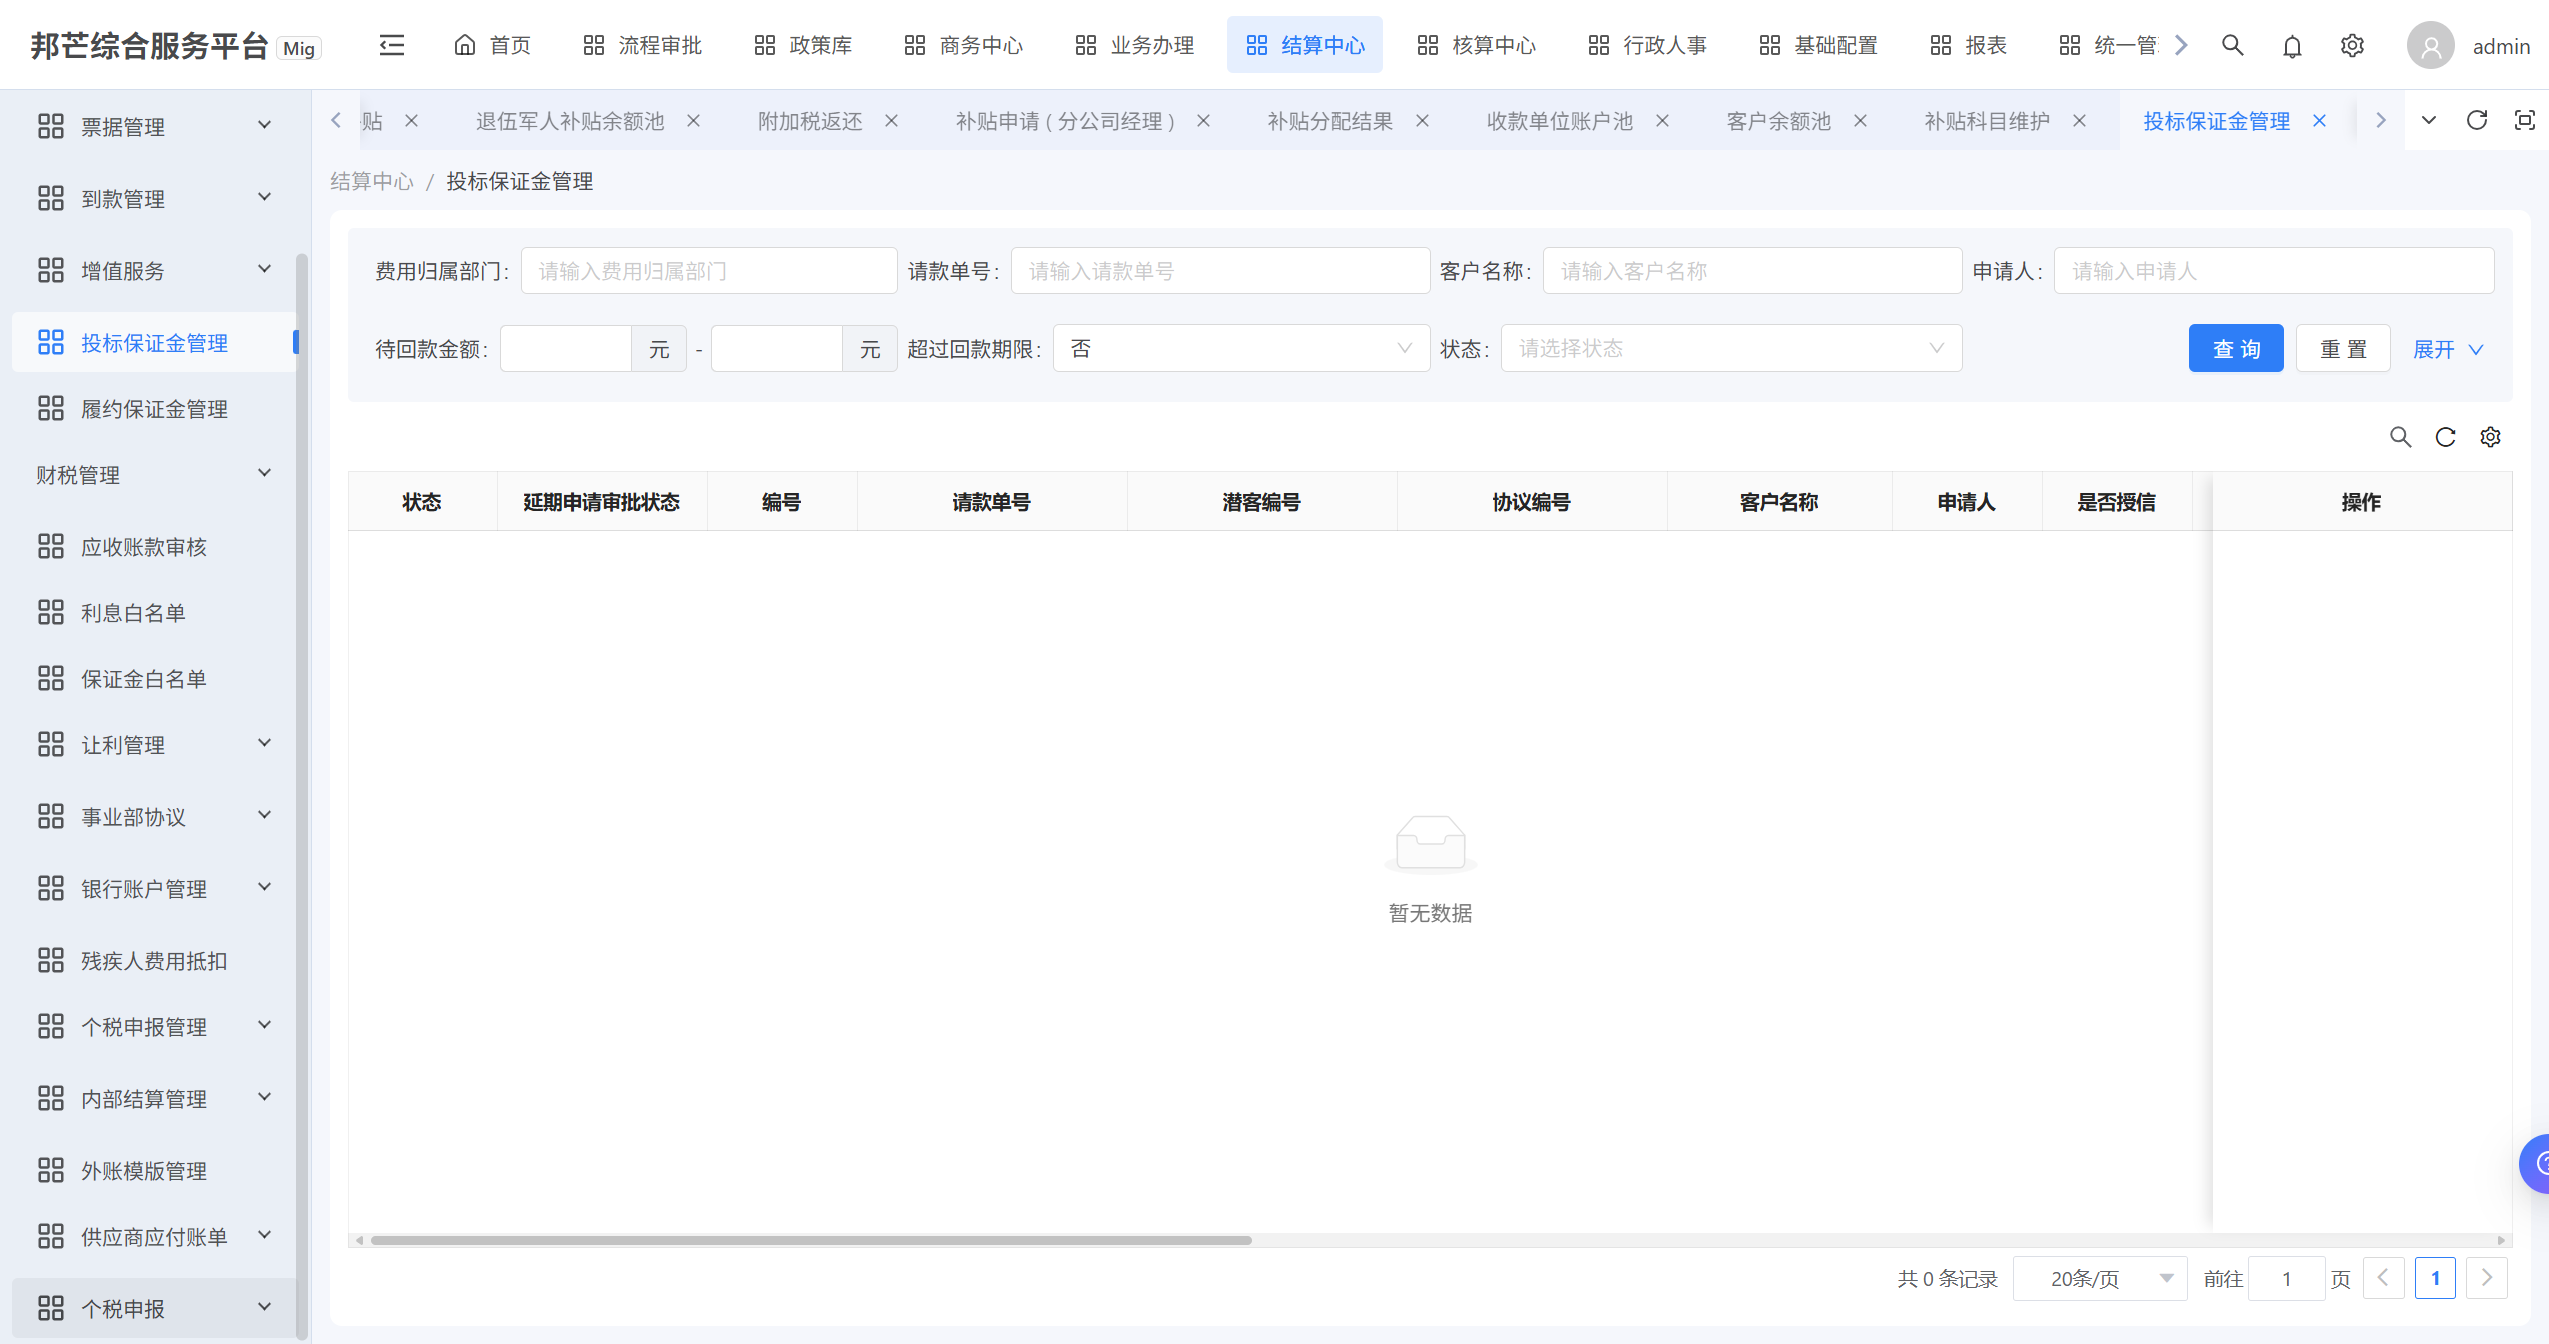 邦芒综合服务平台 Mig
首页 流程审批 政策库 商务中心 业务办理 结算中心 核算中心 行政人事 基础配置 报表 统一管
admin
贴 退伍军人补贴余额池 附加税返还 补贴申请(分公司经理) 补贴分配结果 收款单位账户池 客户余额池 补贴科目维护 投标保证金管理
票据管理
到款管理
增值服务
投标保证金管理
履约保证金管理
财税管理
应收账款审核
利息白名单
保证金白名单
让利管理
事业部协议
银行账户管理
残疾人费用抵扣
个税申报管理
内部结算管理
外账模版管理
供应商应付账单
个税申报
结算中心 / 投标保证金管理
费用归属部门: 请输入费用归属部门 请款单号: 请输入请款单号 客户名称: 请输入客户名称 申请人: 请输入申请人
待回款金额: 元 - 元 超过回款期限: 否 状态: 请选择状态 查 询 重 置 展开
状态 延期申请审批状态 编号 请款单号 潜客编号 协议编号 客户名称 申请人 是否授信 操作
暂无数据
共 0 条记录 20条/页 前往 1 页 1